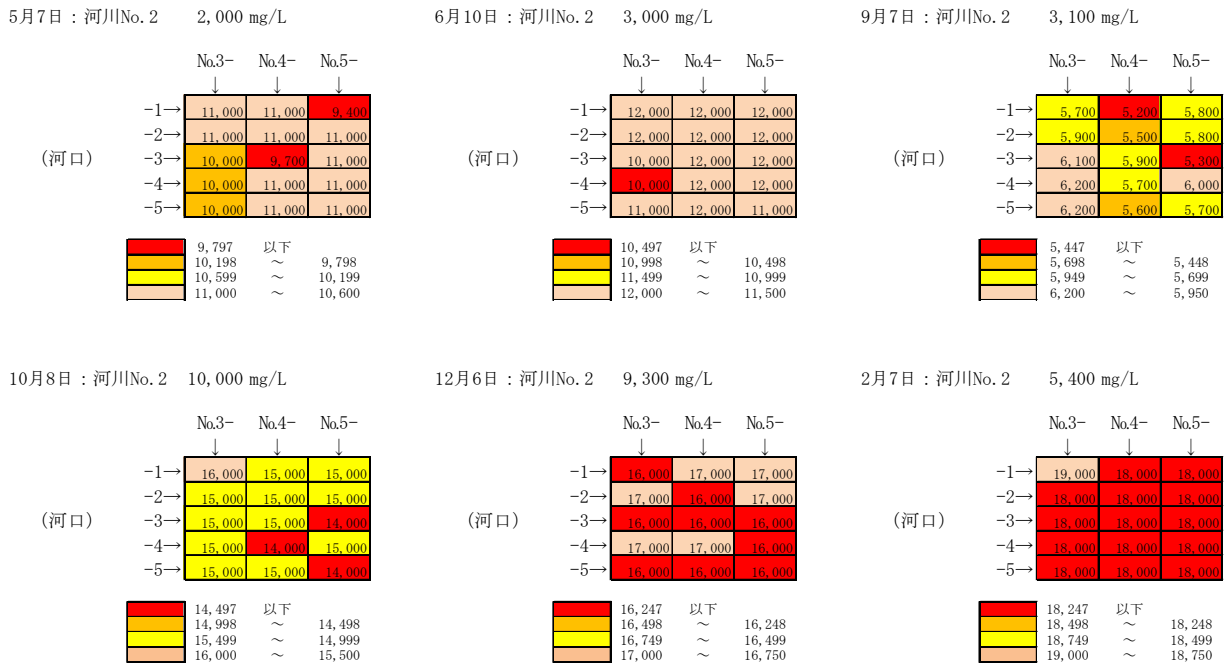 5月7日：河川No.2 2,000 mg/L
No.3- No.4- No.5-
↓ ↓ ↓
-1→ 11,000 11,000 9,400
-2→ 11,000 11,000 11,000
(河口) -3→ 10,000 9,700 11,000
-4→ 10,000 11,000 11,000
-5→ 10,000 11,000 11,000
9,797 以下
10,198 ～ 9,798
10,599 ～ 10,199
11,000 ～ 10,600
6月10日：河川No.2 3,000 mg/L
No.3- No.4- No.5-
↓ ↓ ↓
-1→ 12,000 12,000 12,000
-2→ 12,000 12,000 12,000
(河口) -3→ 10,000 12,000 12,000
-4→ 10,000 12,000 12,000
-5→ 11,000 12,000 11,000
10,497 以下
10,998 ～ 10,498
11,499 ～ 10,999
12,000 ～ 11,500
9月7日：河川No.2 3,100 mg/L
No.3- No.4- No.5-
↓ ↓ ↓
-1→ 5,700 5,200 5,800
-2→ 5,900 5,500 5,800
(河口) -3→ 6,100 5,900 5,300
-4→ 6,200 5,700 6,000
-5→ 6,200 5,600 5,700
5,447 以下
5,698 ～ 5,448
5,949 ～ 5,699
6,200 ～ 5,950
10月8日：河川No.2 10,000 mg/L
No.3- No.4- No.5-
↓ ↓ ↓
-1→ 16,000 15,000 15,000
-2→ 15,000 15,000 15,000
(河口) -3→ 15,000 15,000 14,000
-4→ 15,000 14,000 15,000
-5→ 15,000 15,000 14,000
14,497 以下
14,998 ～ 14,498
15,499 ～ 14,999
16,000 ～ 15,500
12月6日：河川No.2 9,300 mg/L
No.3- No.4- No.5-
↓ ↓ ↓
-1→ 16,000 17,000 17,000
-2→ 17,000 16,000 17,000
(河口) -3→ 16,000 16,000 16,000
-4→ 17,000 17,000 16,000
-5→ 16,000 16,000 16,000
16,247 以下
16,498 ～ 16,248
16,749 ～ 16,499
17,000 ～ 16,750
2月7日：河川No.2 5,400 mg/L
No.3- No.4- No.5-
↓ ↓ ↓
-1→ 19,000 18,000 18,000
-2→ 18,000 18,000 18,000
(河口) -3→ 18,000 18,000 18,000
-4→ 18,000 18,000 18,000
-5→ 18,000 18,000 18,000
18,247 以下
18,498 ～ 18,248
18,749 ～ 18,499
19,000 ～ 18,750